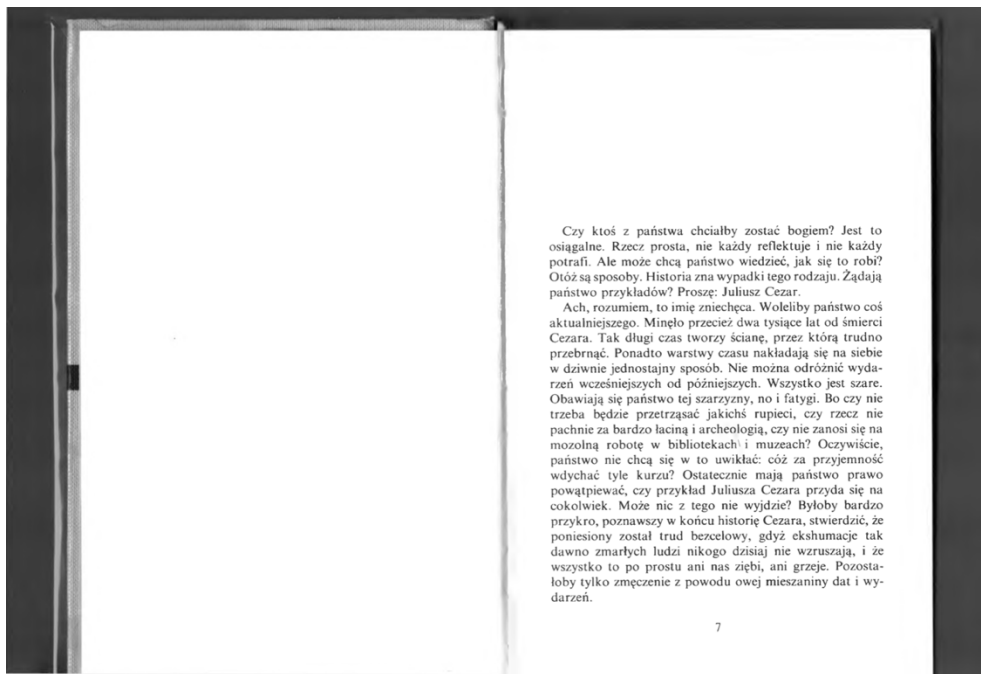 Czy ktoś z państwa chciałby zostać bogiem? Jest to
osiągalne. Rzecz prosta, nie każdy reflektuje i nie każdy
potrafi. Ale może chcą państwo wiedzieć, jak się to robi?
Otóż są sposoby. Historia zna wypadki tego rodzaju. Żądają
państwo przykładów? Proszę: Juliusz Cezar.
Ach, rozumiem, to imię zniechęca. Woleliby państwo coś
aktualniejszego. Minęło przecież dwa tysiące lat od śmierci
Cezara. Tak długi czas tworzy ścianę, przez którą trudno
przebrnąć. Ponadto warstwy czasu nakładają się na siebie
w dziwnie jednostajny sposób. Nie można odróżnić wyda-
rzeń wcześniejszych od późniejszych. Wszystko jest szare.
Obawiają się państwo tej szarzyzny, no i fatygi. Bo czy nie
trzeba będzie przetrząsać jakichś rupieci, czy rzecz nie
pachnie za bardzo łaciną i archeologią, czy nie zanosi się na
mozolną robotę w bibliotekach i muzeach? Oczywiście,
państwo nie chcą się w to uwikłać: cóż za przyjemność
wdychać tyle kurzu? Ostatecznie mają państwo prawo
powątpiewać, czy przykład Juliusza Cezara przyda się na
cokolwiek. Może nic z tego nie wyjdzie? Byłoby bardzo
przykro, poznawszy w końcu historię Cezara, stwierdzić, że
poniesiony został trud bezcelowy, gdyż ekshumacje tak
dawno zmarłych ludzi nikogo dzisiaj nie wzruszają, i że
wszystko to po prostu ani nas ziębi, ani grzeje. Pozosta-
łoby tylko zmęczenie z powodu owej mieszaniny dat i wy-
darzeń.
7